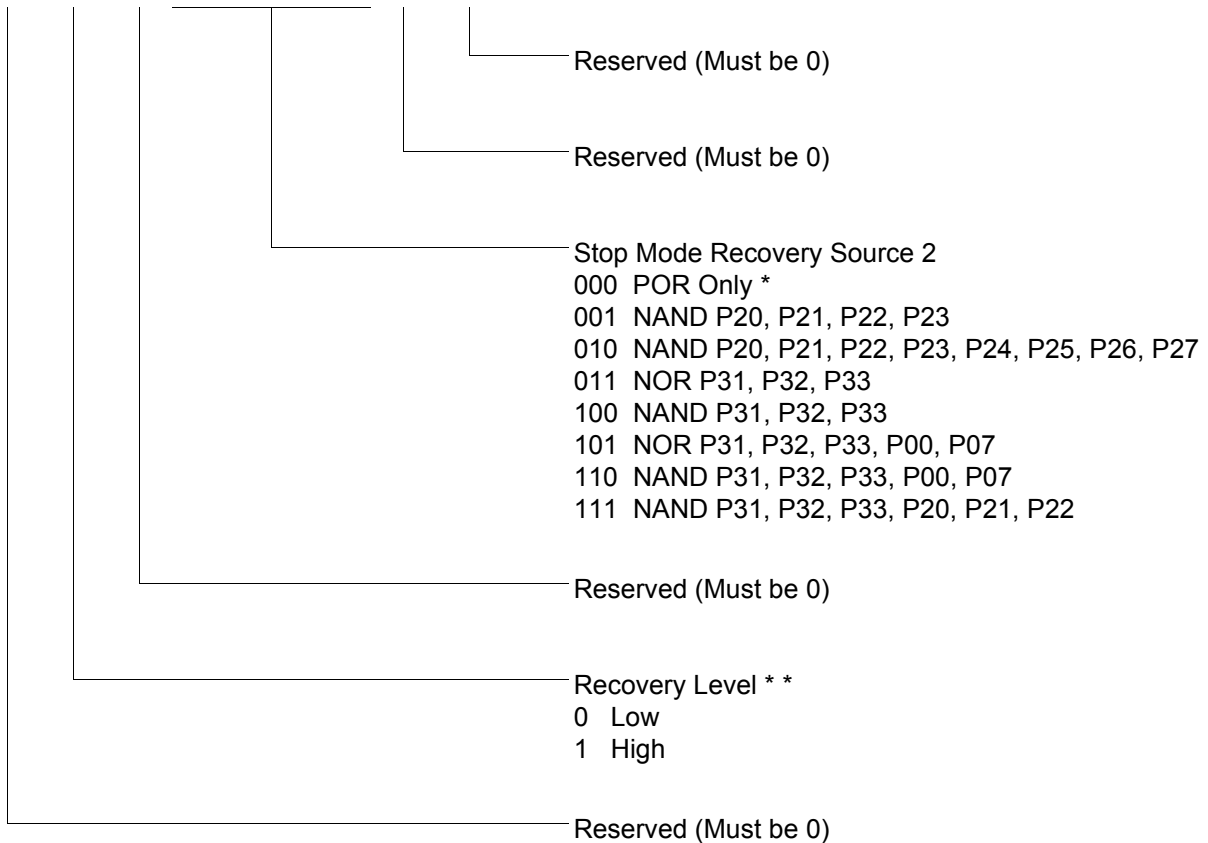 Reserved (Must be 0)
Reserved (Must be 0)
Stop Mode Recovery Source 2
000 POR Only *
001 NAND P20, P21, P22, P23
010 NAND P20, P21, P22, P23, P24, P25, P26, P27
011 NOR P31, P32, P33
100 NAND P31, P32, P33
101 NOR P31, P32, P33, P00, P07
110 NAND P31, P32, P33, P00, P07
111 NAND P31, P32, P33, P20, P21, P22
Reserved (Must be 0)
Recovery Level * *
0 Low
1 High
Reserved (Must be 0)